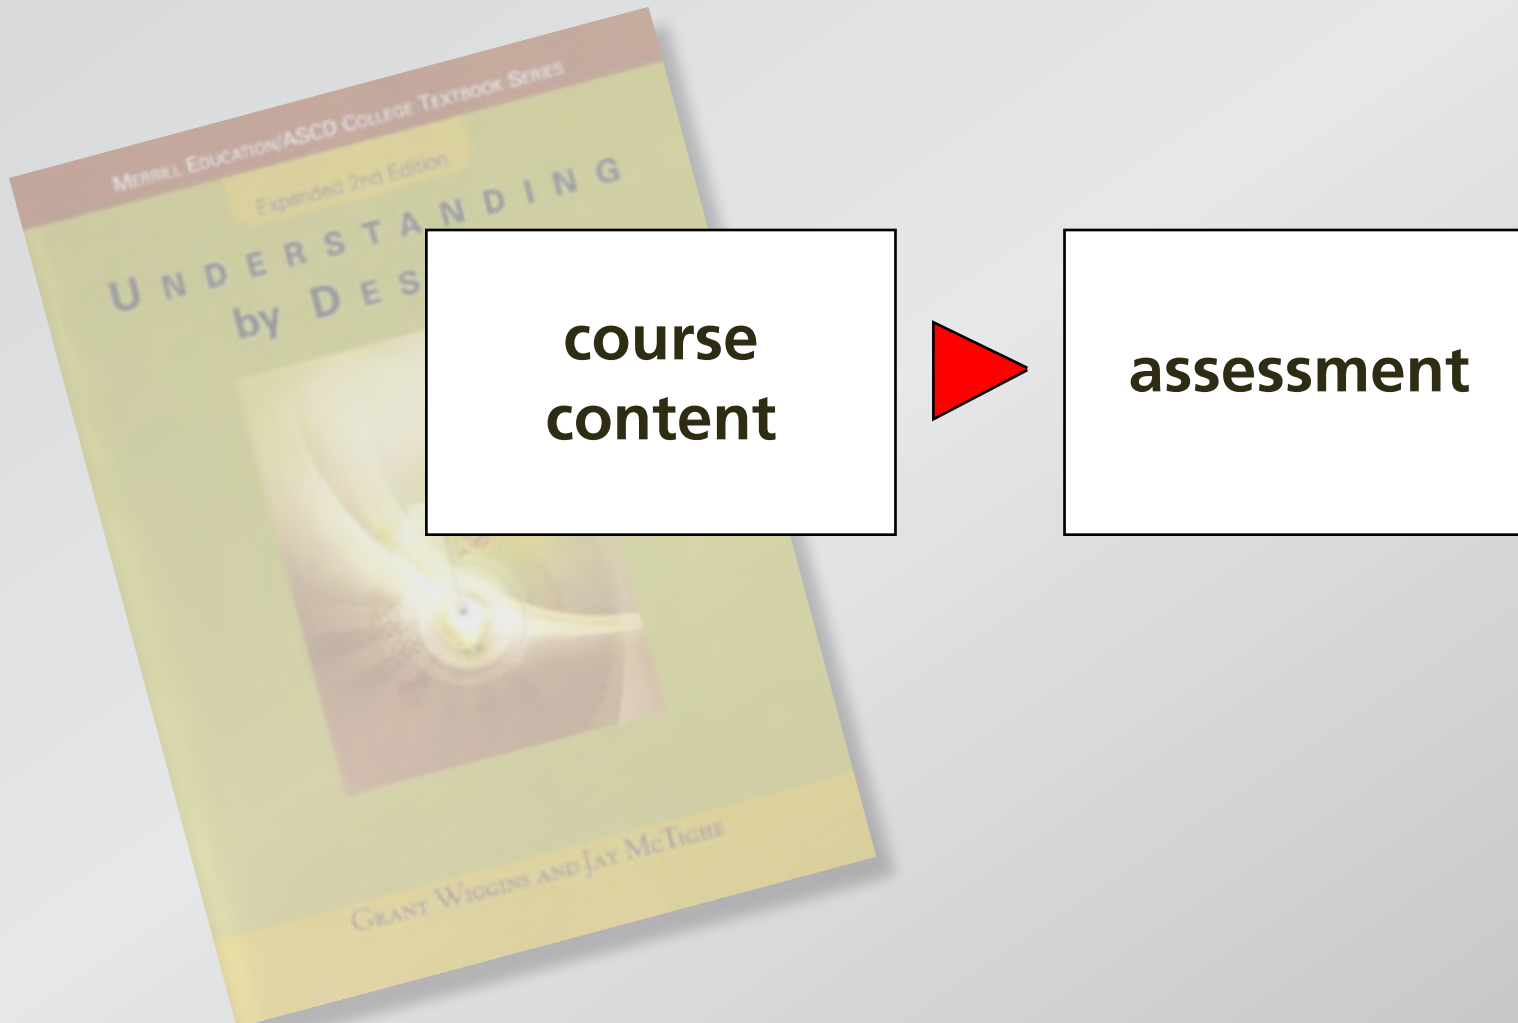 MERRILL EDUCATION/ASCD COLLEGE TEXTBOOK SERIES
Expanded 2nd Edition
UNDERSTANDING
by DES
course
content
assessment
GRANT WIGGINS AND JAY MCTIGHE